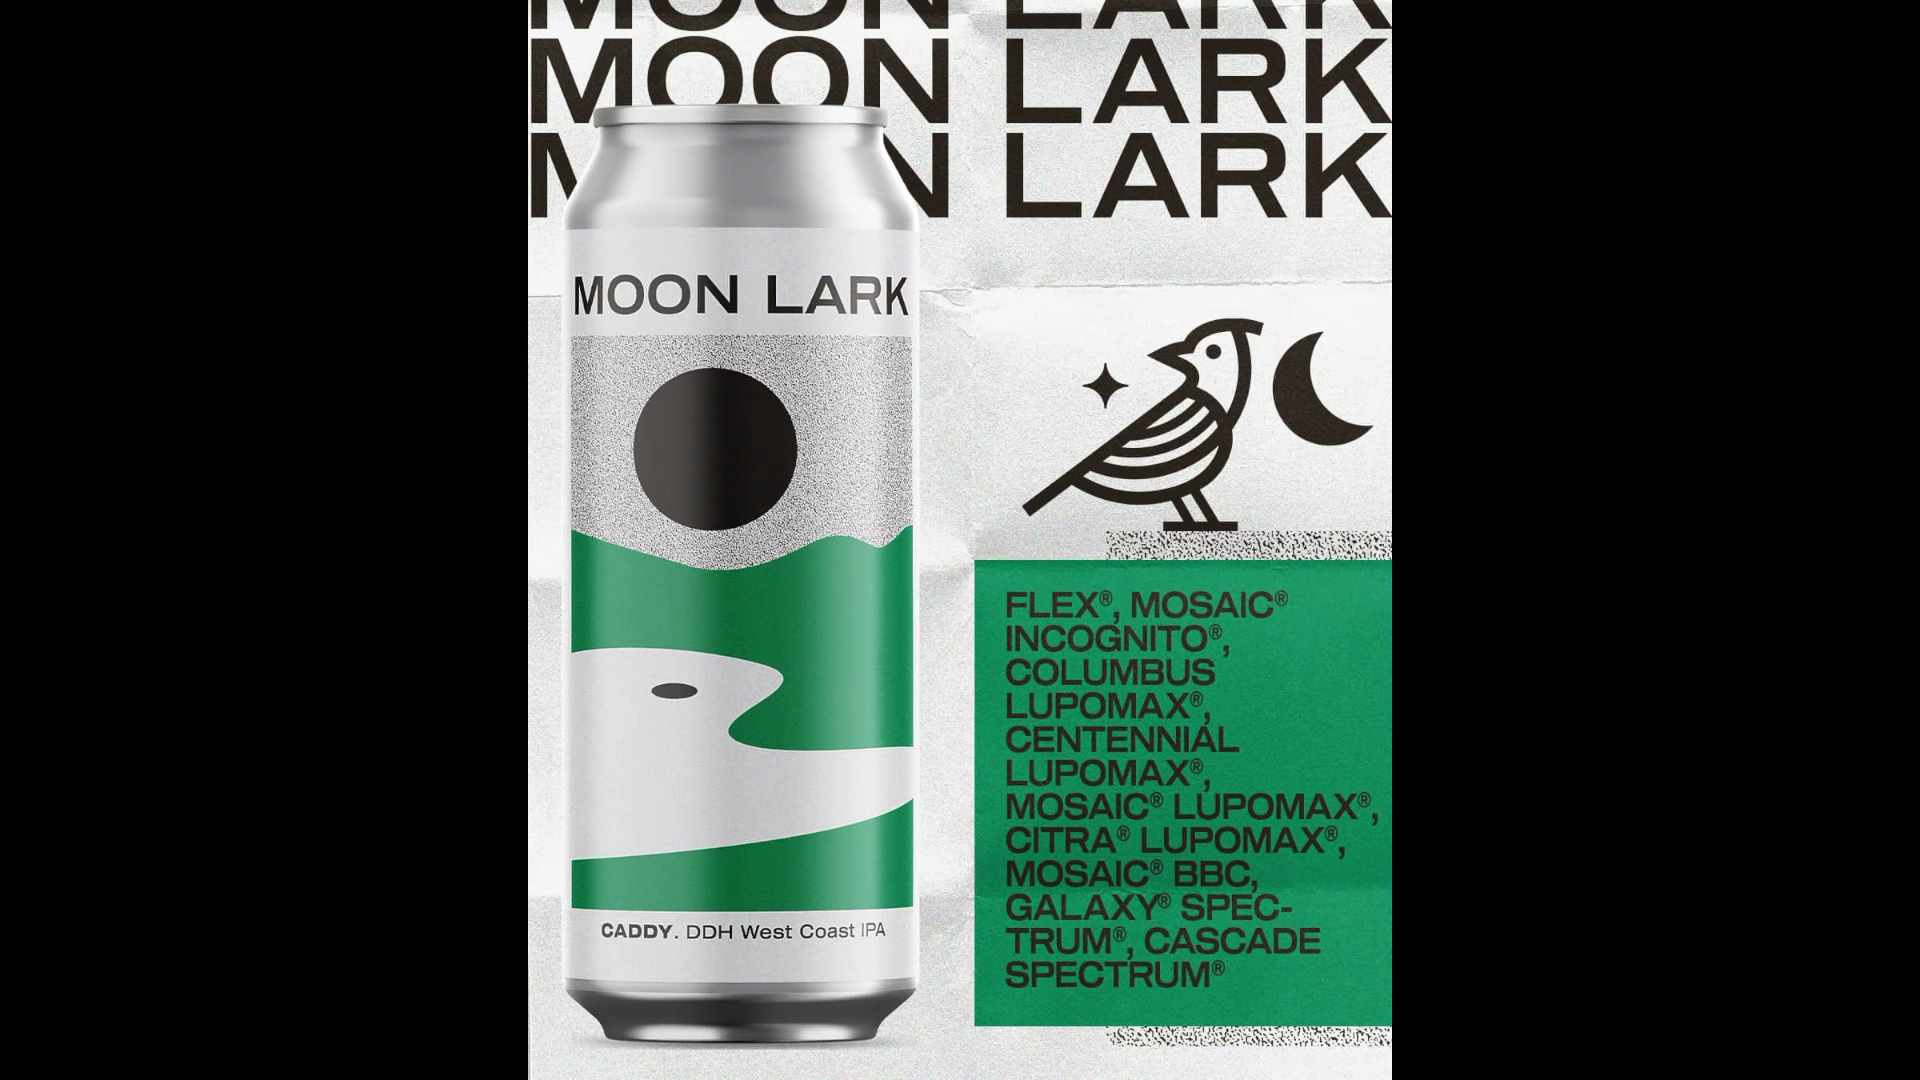 MOON LARK
MOON LARK
MOON LARK
MOON LARK
CADDY. DDH West Coast IPA
FLEX®, MOSAIC®
INCOGNITO®,
COLUMBUS
LUPOMAX®,
CENTENNIAL
LUPOMAX®,
MOSAIC® LUPOMAX®,
CITRA® LUPOMAX®,
MOSAIC® BBC,
GALAXY® SPEC-
TRUM®, CASCADE
SPECTRUM®